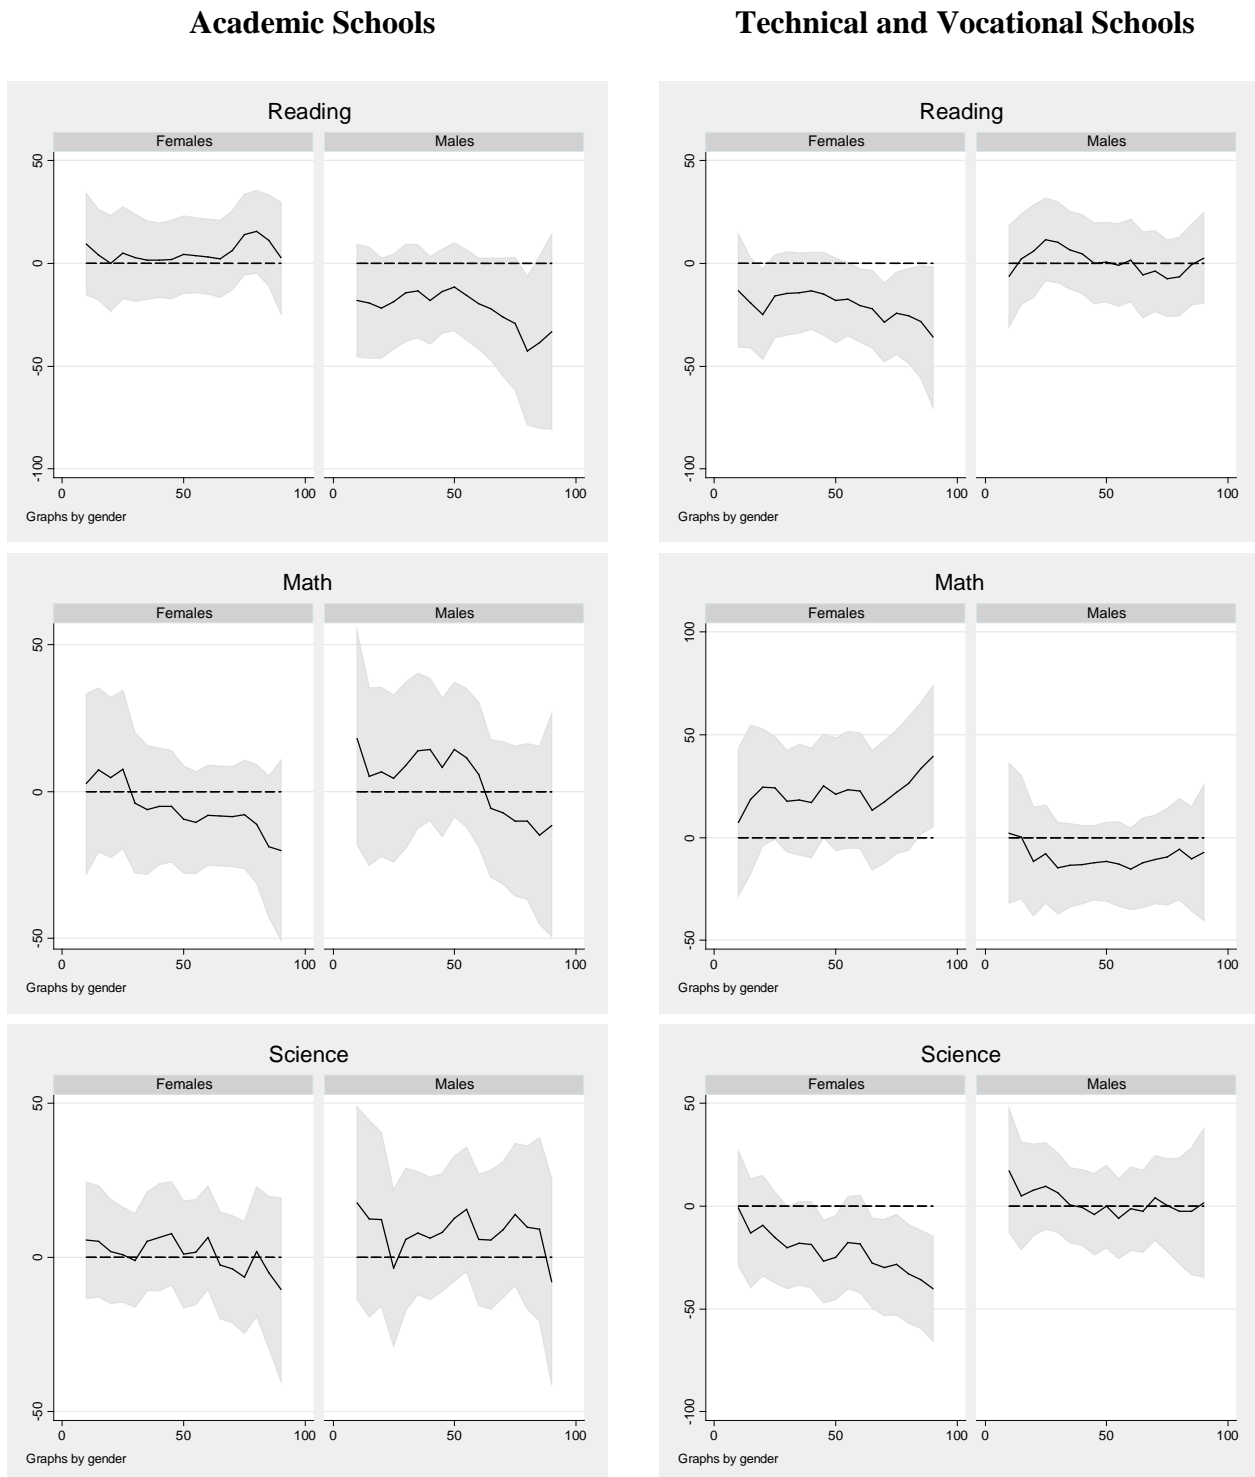 Academic Schools
Technical and Vocational Schools
Reading
Females Males
50
0
-50
-100
0 50 100 0 50 100
Graphs by gender
Reading
Females Males
50
0
-50
-100
0 50 100 0 50 100
Graphs by gender
Math
Females Males
50
0
-50
0 50 100 0 50 100
Graphs by gender
Math
Females Males
100
50
0
-50
0 50 100 0 50 100
Graphs by gender
Science
Females Males
50
0
-50
0 50 100 0 50 100
Graphs by gender
Science
Females Males
50
0
-50
-100
0 50 100 0 50 100
Graphs by gender